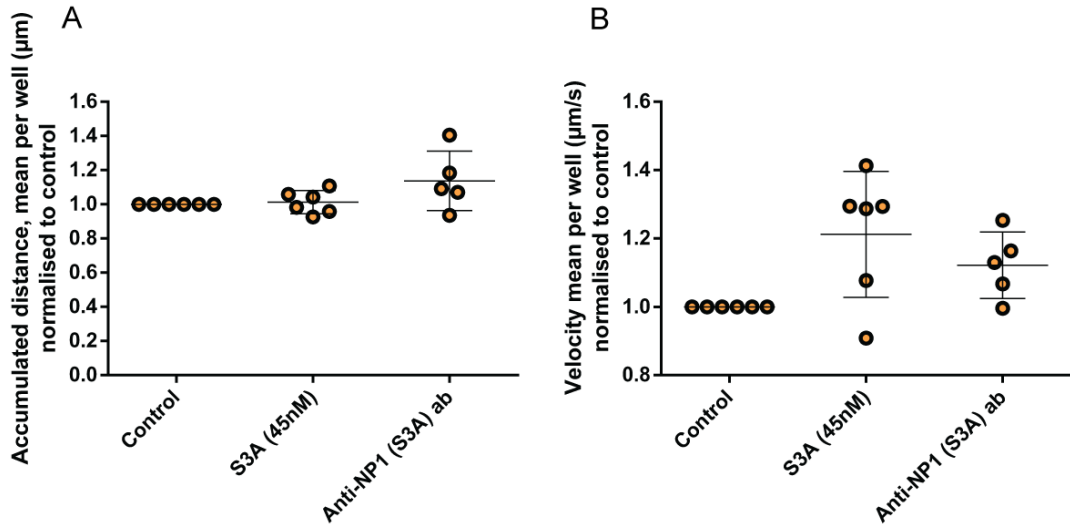 A
Accumulated distance, mean per well (µm)
normalised to control
1.6
1.4
1.2
1.0
0.8
0.6
0.4
0.2
0.0
Control
S3A (45nM)
Anti-NP1 (S3A) ab
B
Velocity mean per well (µm/s)
normalised to control
1.6
1.4
1.2
1.0
0.8
Control
S3A (45nM)
Anti-NP1 (S3A) ab